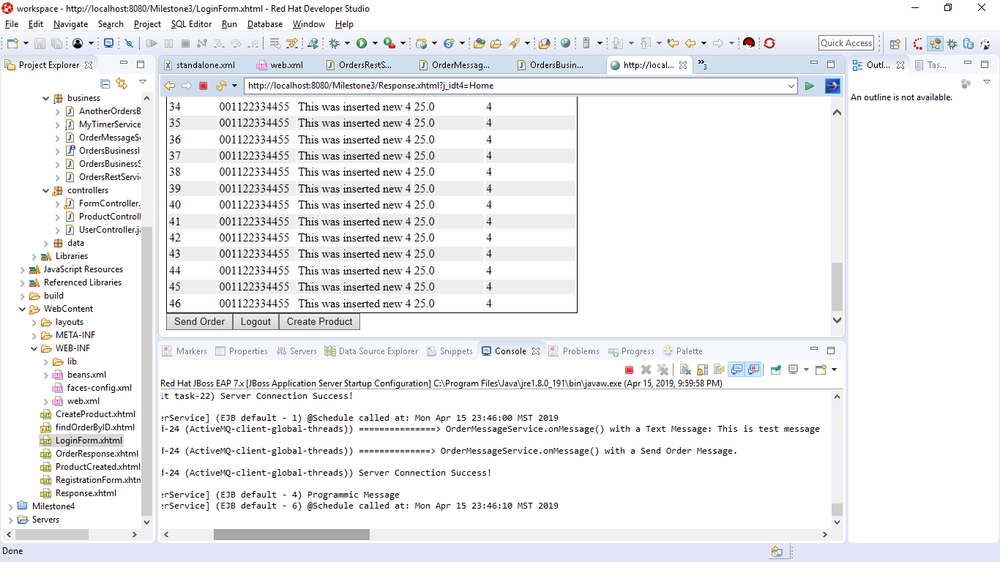 workspace - http://localhost:8080/Milestone3/LoginForm.xhtml - Red Hat Developer Studio
File Edit Navigate Search Project SQL Editor Run Database Window Help
Quick Access
Project Explorer
business
AnotherOrdersB
MyTimerService
OrderMessageSe
OrdersBusinessI
OrdersBusinessS
OrdersRestServi
controllers
FormController.
ProductControll
UserController.ja
data
Libraries
JavaScript Resources
Referenced Libraries
build
WebContent
layouts
META-INF
WEB-INF
lib
beans.xml
faces-config.xml
web.xml
CreateProduct.xhtml
findOrderByID.xhtml
LoginForm.xhtml
OrderResponse.xhtml
ProductCreated.xhtml
RegistrationForm.xhtn
Response.xhtml
Milestone4
Servers
standalone.xml web.xml OrdersRestS... OrderMessag... OrdersBusin... http://local... »3
http://localhost:8080/Milestone3/Response.xhtml?j_idt4=Home
34 001122334455 This was inserted new 4 25.0 4
35 001122334455 This was inserted new 4 25.0 4
36 001122334455 This was inserted new 4 25.0 4
37 001122334455 This was inserted new 4 25.0 4
38 001122334455 This was inserted new 4 25.0 4
39 001122334455 This was inserted new 4 25.0 4
40 001122334455 This was inserted new 4 25.0 4
41 001122334455 This was inserted new 4 25.0 4
42 001122334455 This was inserted new 4 25.0 4
43 001122334455 This was inserted new 4 25.0 4
44 001122334455 This was inserted new 4 25.0 4
45 001122334455 This was inserted new 4 25.0 4
46 001122334455 This was inserted new 4 25.0 4
Send Order Logout Create Product
Markers Properties Servers Data Source Explorer Snippets Console Problems Progress Palette
Red Hat JBoss EAP 7.x [JBoss Application Server Startup Configuration] C:\Program Files\Java\jre1.8.0_191\bin\javaw.exe (Apr 15, 2019, 9:59:58 PM)
lt task-22) Server Connection Success!
erService] (EJB default - 1) @Schedule called at: Mon Apr 15 23:46:00 MST 2019
d-24 (ActiveMQ-client-global-threads)) ===============> OrderMessageService.onMessage() with a Text Message: This is test message
d-24 (ActiveMQ-client-global-threads)) ==============> OrderMessageService.onMessage() with a Send Order Message.
d-24 (ActiveMQ-client-global-threads)) Server Connection Success!
erService] (EJB default - 4) Programmic Message
erService] (EJB default - 6) @Schedule called at: Mon Apr 15 23:46:10 MST 2019
Outl... Tas...
An outline is not available.
Done